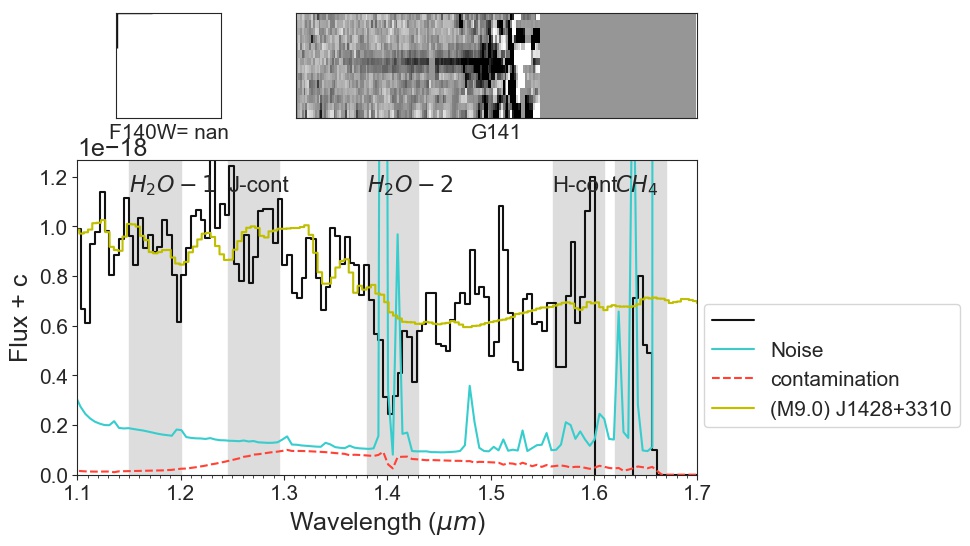 F140W= nan
G141
1e−18
H₂O − 1
J-cont
H₂O − 2
H-cont
CH₄
1.2
1.0
0.8
0.6
0.4
0.2
0.0
Flux + c
1.1
1.2
1.3
1.4
1.5
1.6
1.7
Wavelength (μm)
Noise
contamination
(M9.0) J1428+3310